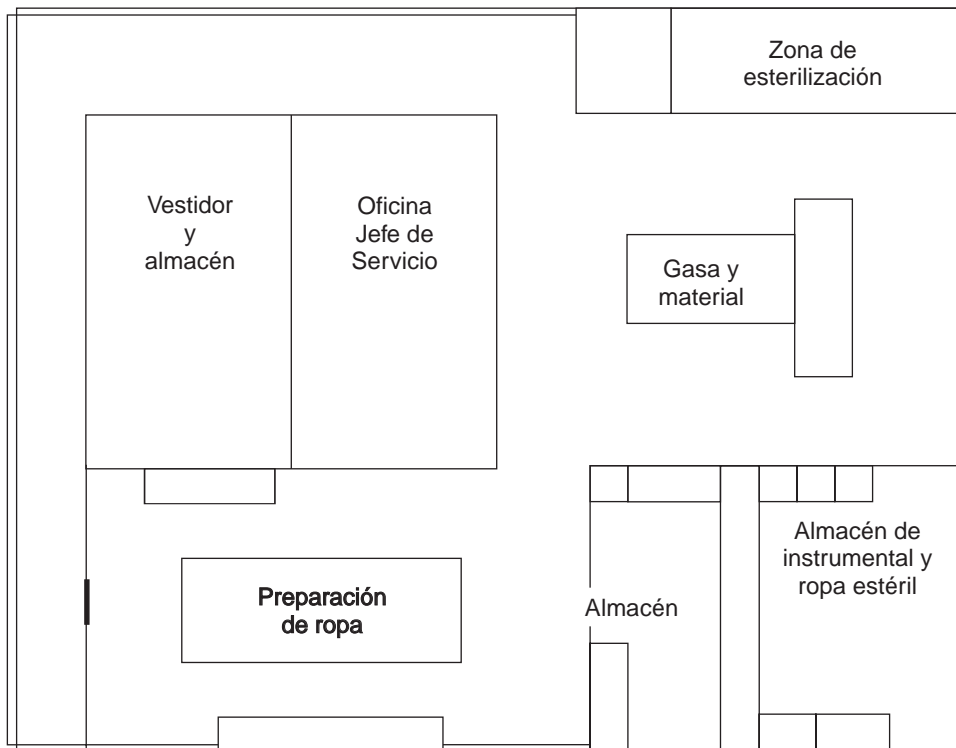 Zona de
esterilización
Vestidor
y
almacén
Oficina
Jefe de
Servicio
Gasa y
material
Preparación
de ropa
Almacén
Almacén de
instrumental y
ropa estéril